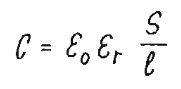 C = ε₀ εᵣ S/ℓ